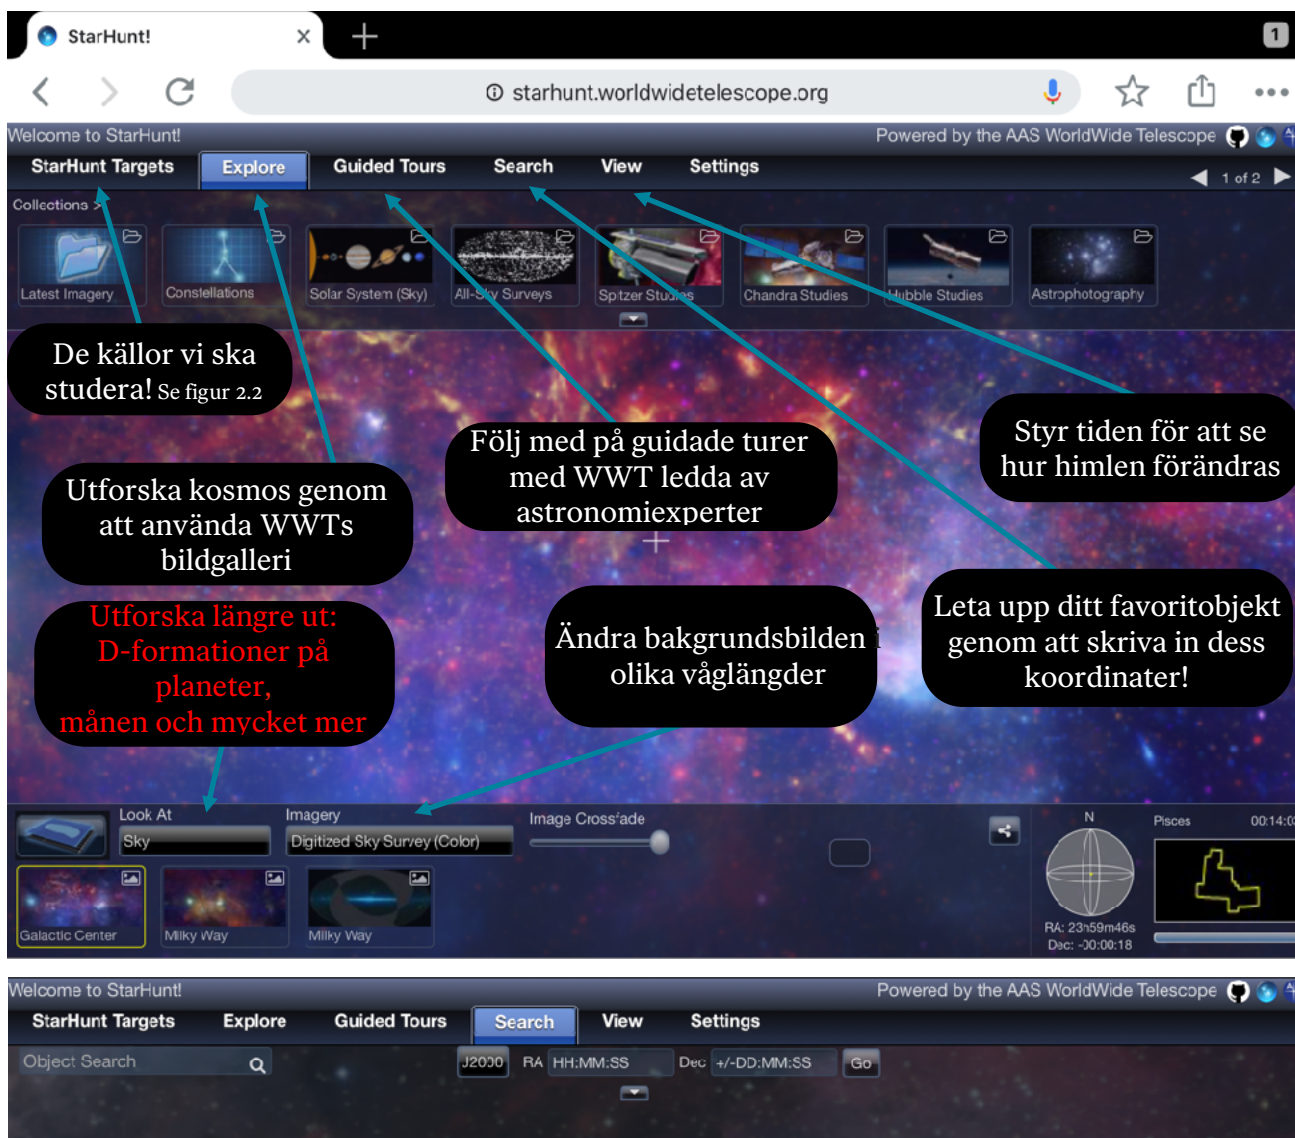 StarHunt!
1
starhunt.worldwidetelescope.org
Welcome to StarHunt!
Powered by the AAS WorldWide Telescope
StarHunt Targets Explore Guided Tours Search View Settings
1 of 2
Collections >
Latest Imagery Constellations Solar System (Sky) All-Sky Surveys Spitzer Studies Chandra Studies Hubble Studies Astrophotography
De källor vi ska
studera! Se figur 2.2
Utforska kosmos genom
att använda WWTs
bildgalleri
Följ med på guidade turer
med WWT ledda av
astronomiexperter
Styr tiden för att se
hur himlen förändras
Utforska längre ut:
D-formationer på
planeter,
månen och mycket mer
Ändra bakgrundsbilden i
olika våglängder
Leta upp ditt favoritobjekt
genom att skriva in dess
koordinater!
Look At
Sky
Imagery
Digitized Sky Survey (Color)
Image Crossfade
Galactic Center Milky Way Milky Way
N
RA: 23h59m46s
Dec: -00:00:18
Pisces
Welcome to StarHunt!
Powered by the AAS WorldWide Telescope
StarHunt Targets Explore Guided Tours Search View Settings
Object Search
J2000 RA HH:MM:SS Dec +/-DD:MM:SS Go